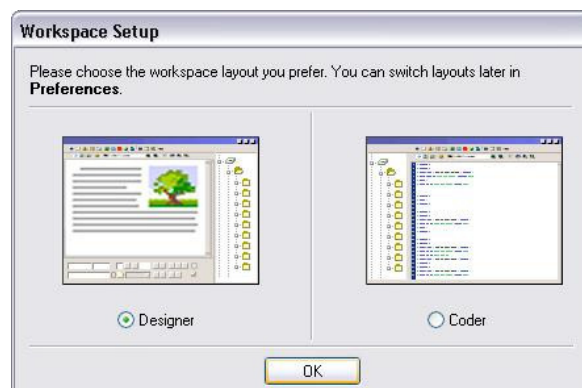 Workspace Setup
Please choose the workspace layout you prefer. You can switch layouts later in
Preferences.
Designer
Coder
OK